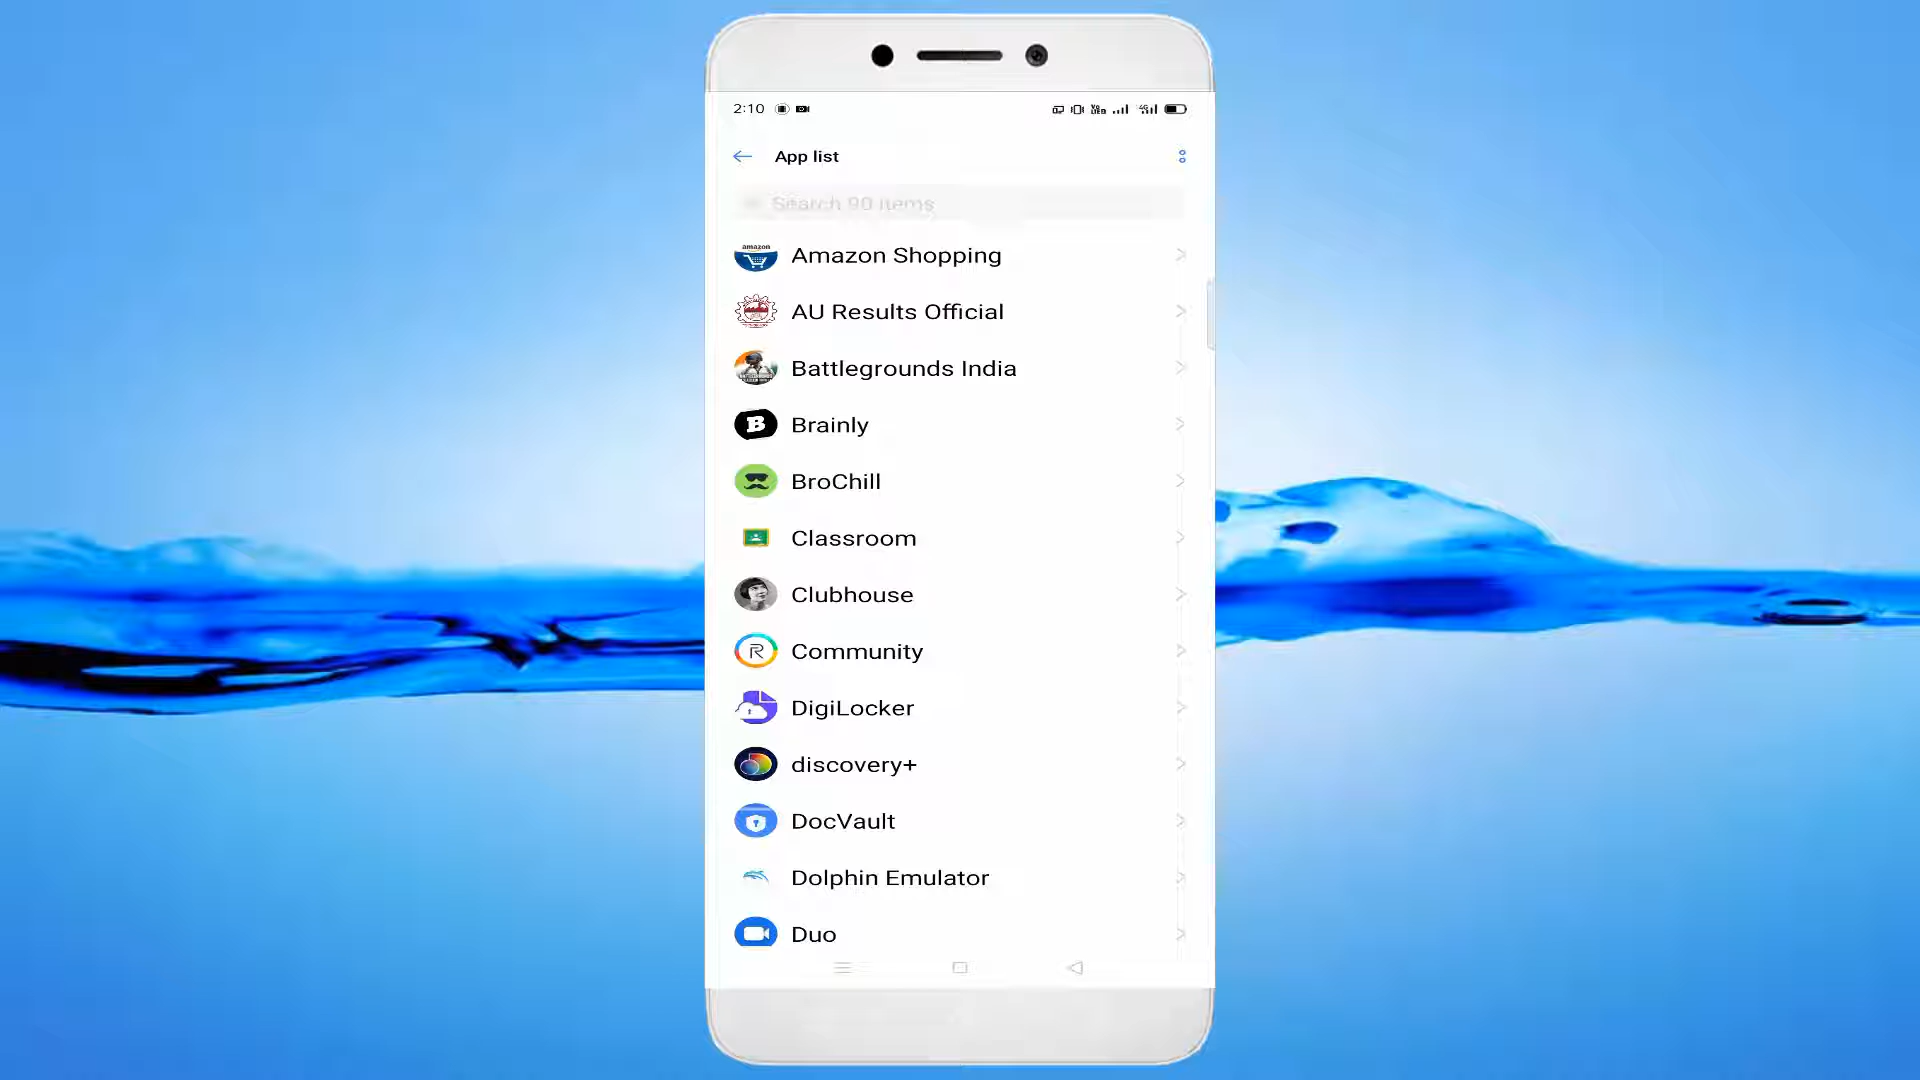 2:10
App list
Search 90 items
Amazon Shopping
AU Results Official
Battlegrounds India
Brainly
BroChill
Classroom
Clubhouse
Community
DigiLocker
discovery+
DocVault
Dolphin Emulator
Duo